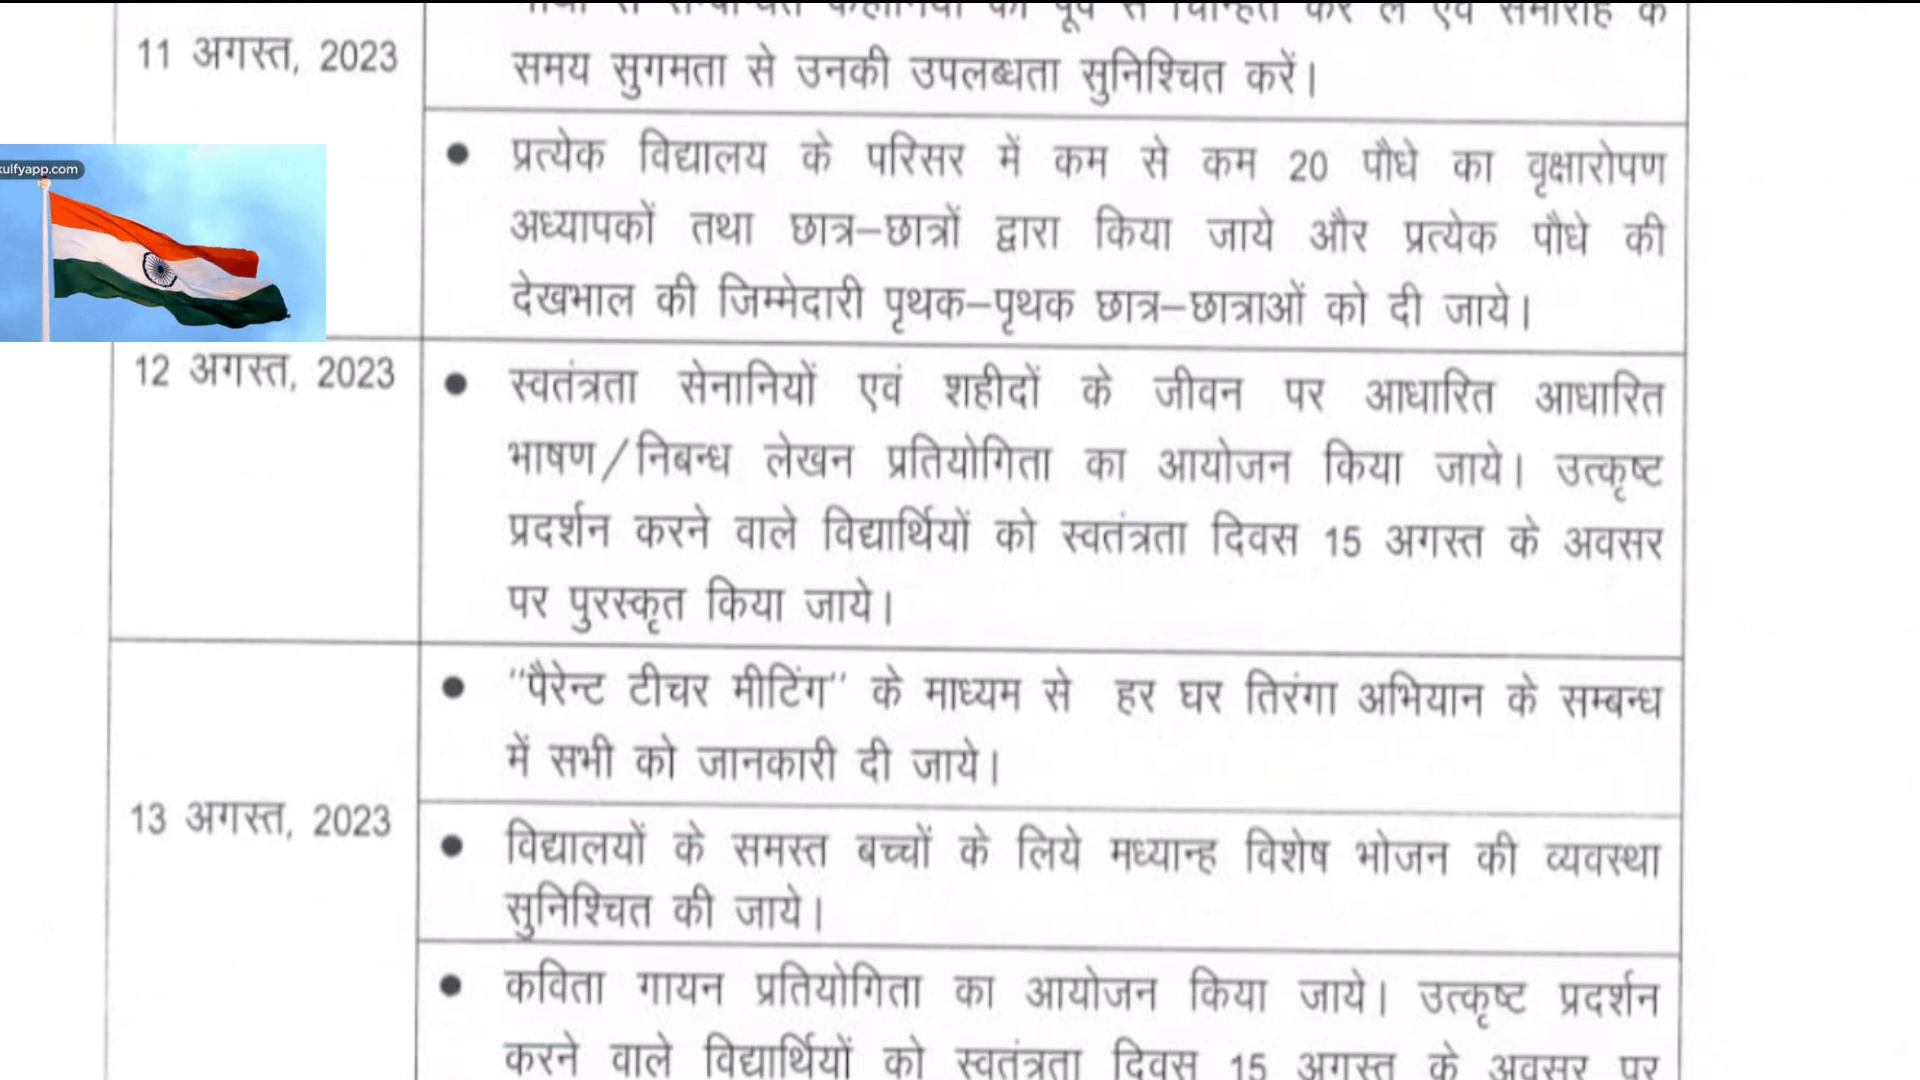 11 अगस्त, 2023
समय सुगमता से उनकी उपलब्धता सुनिश्चित करें।
kulfyapp.com
• प्रत्येक विद्यालय के परिसर में कम से कम 20 पौधे का वृक्षारोपण
अध्यापकों तथा छात्र–छात्रों द्वारा किया जाये और प्रत्येक पौधे की
देखभाल की जिम्मेदारी पृथक–पृथक छात्र–छात्राओं को दी जाये।
12 अगस्त, 2023
• स्वतंत्रता सेनानियों एवं शहीदों के जीवन पर आधारित आधारित
भाषण/निबन्ध लेखन प्रतियोगिता का आयोजन किया जाये। उत्कृष्ट
प्रदर्शन करने वाले विद्यार्थियों को स्वतंत्रता दिवस 15 अगस्त के अवसर
पर पुरस्कृत किया जाये।
13 अगस्त, 2023
• "पैरेन्ट टीचर मीटिंग" के माध्यम से हर घर तिरंगा अभियान के सम्बन्ध
में सभी को जानकारी दी जाये।
• विद्यालयों के समस्त बच्चों के लिये मध्यान्ह विशेष भोजन की व्यवस्था
सुनिश्चित की जाये।
• कविता गायन प्रतियोगिता का आयोजन किया जाये। उत्कृष्ट प्रदर्शन
करने वाले विद्यार्थियों को स्वतंत्रता दिवस 15 अगस्त के अवसर पर